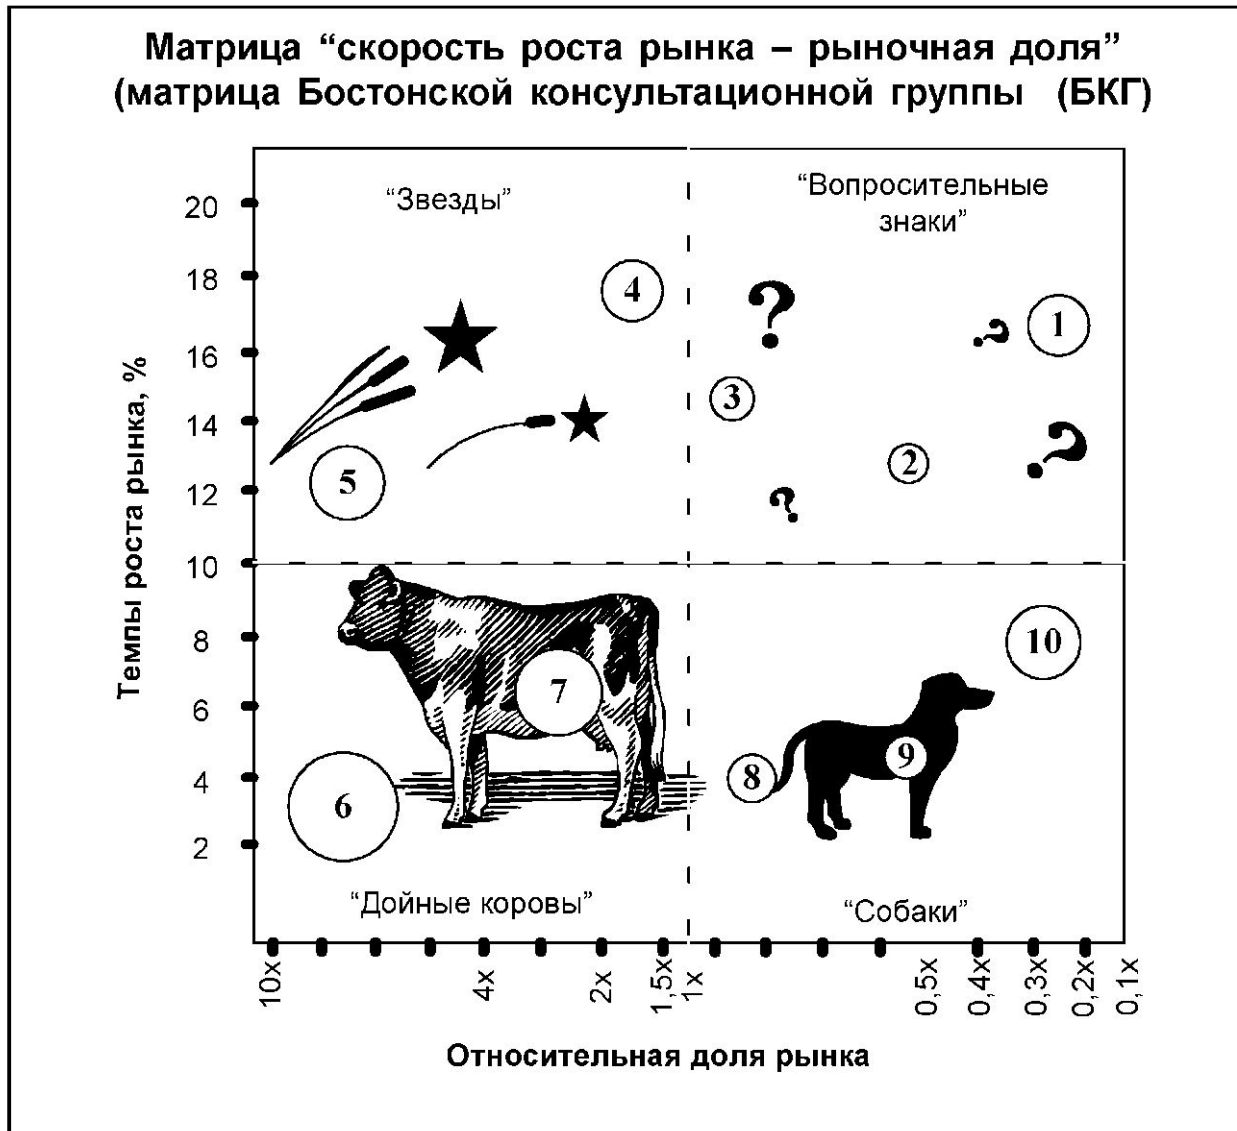 Матрица “скорость роста рынка – рыночная доля”
(матрица Бостонской консультационной группы (БКГ)
“Звезды”
“Вопросительные
знаки”
Темпы роста рынка, %
20
18
16
14
12
10
8
6
4
2
4
1
3
5
2
?
?
?
?
7
10
6
8
9
“Дойные коровы”
“Собаки”
10x
4x
2x
1,5x
1x
0,5x
0,4x
0,3x
0,2x
0,1x
Относительная доля рынка